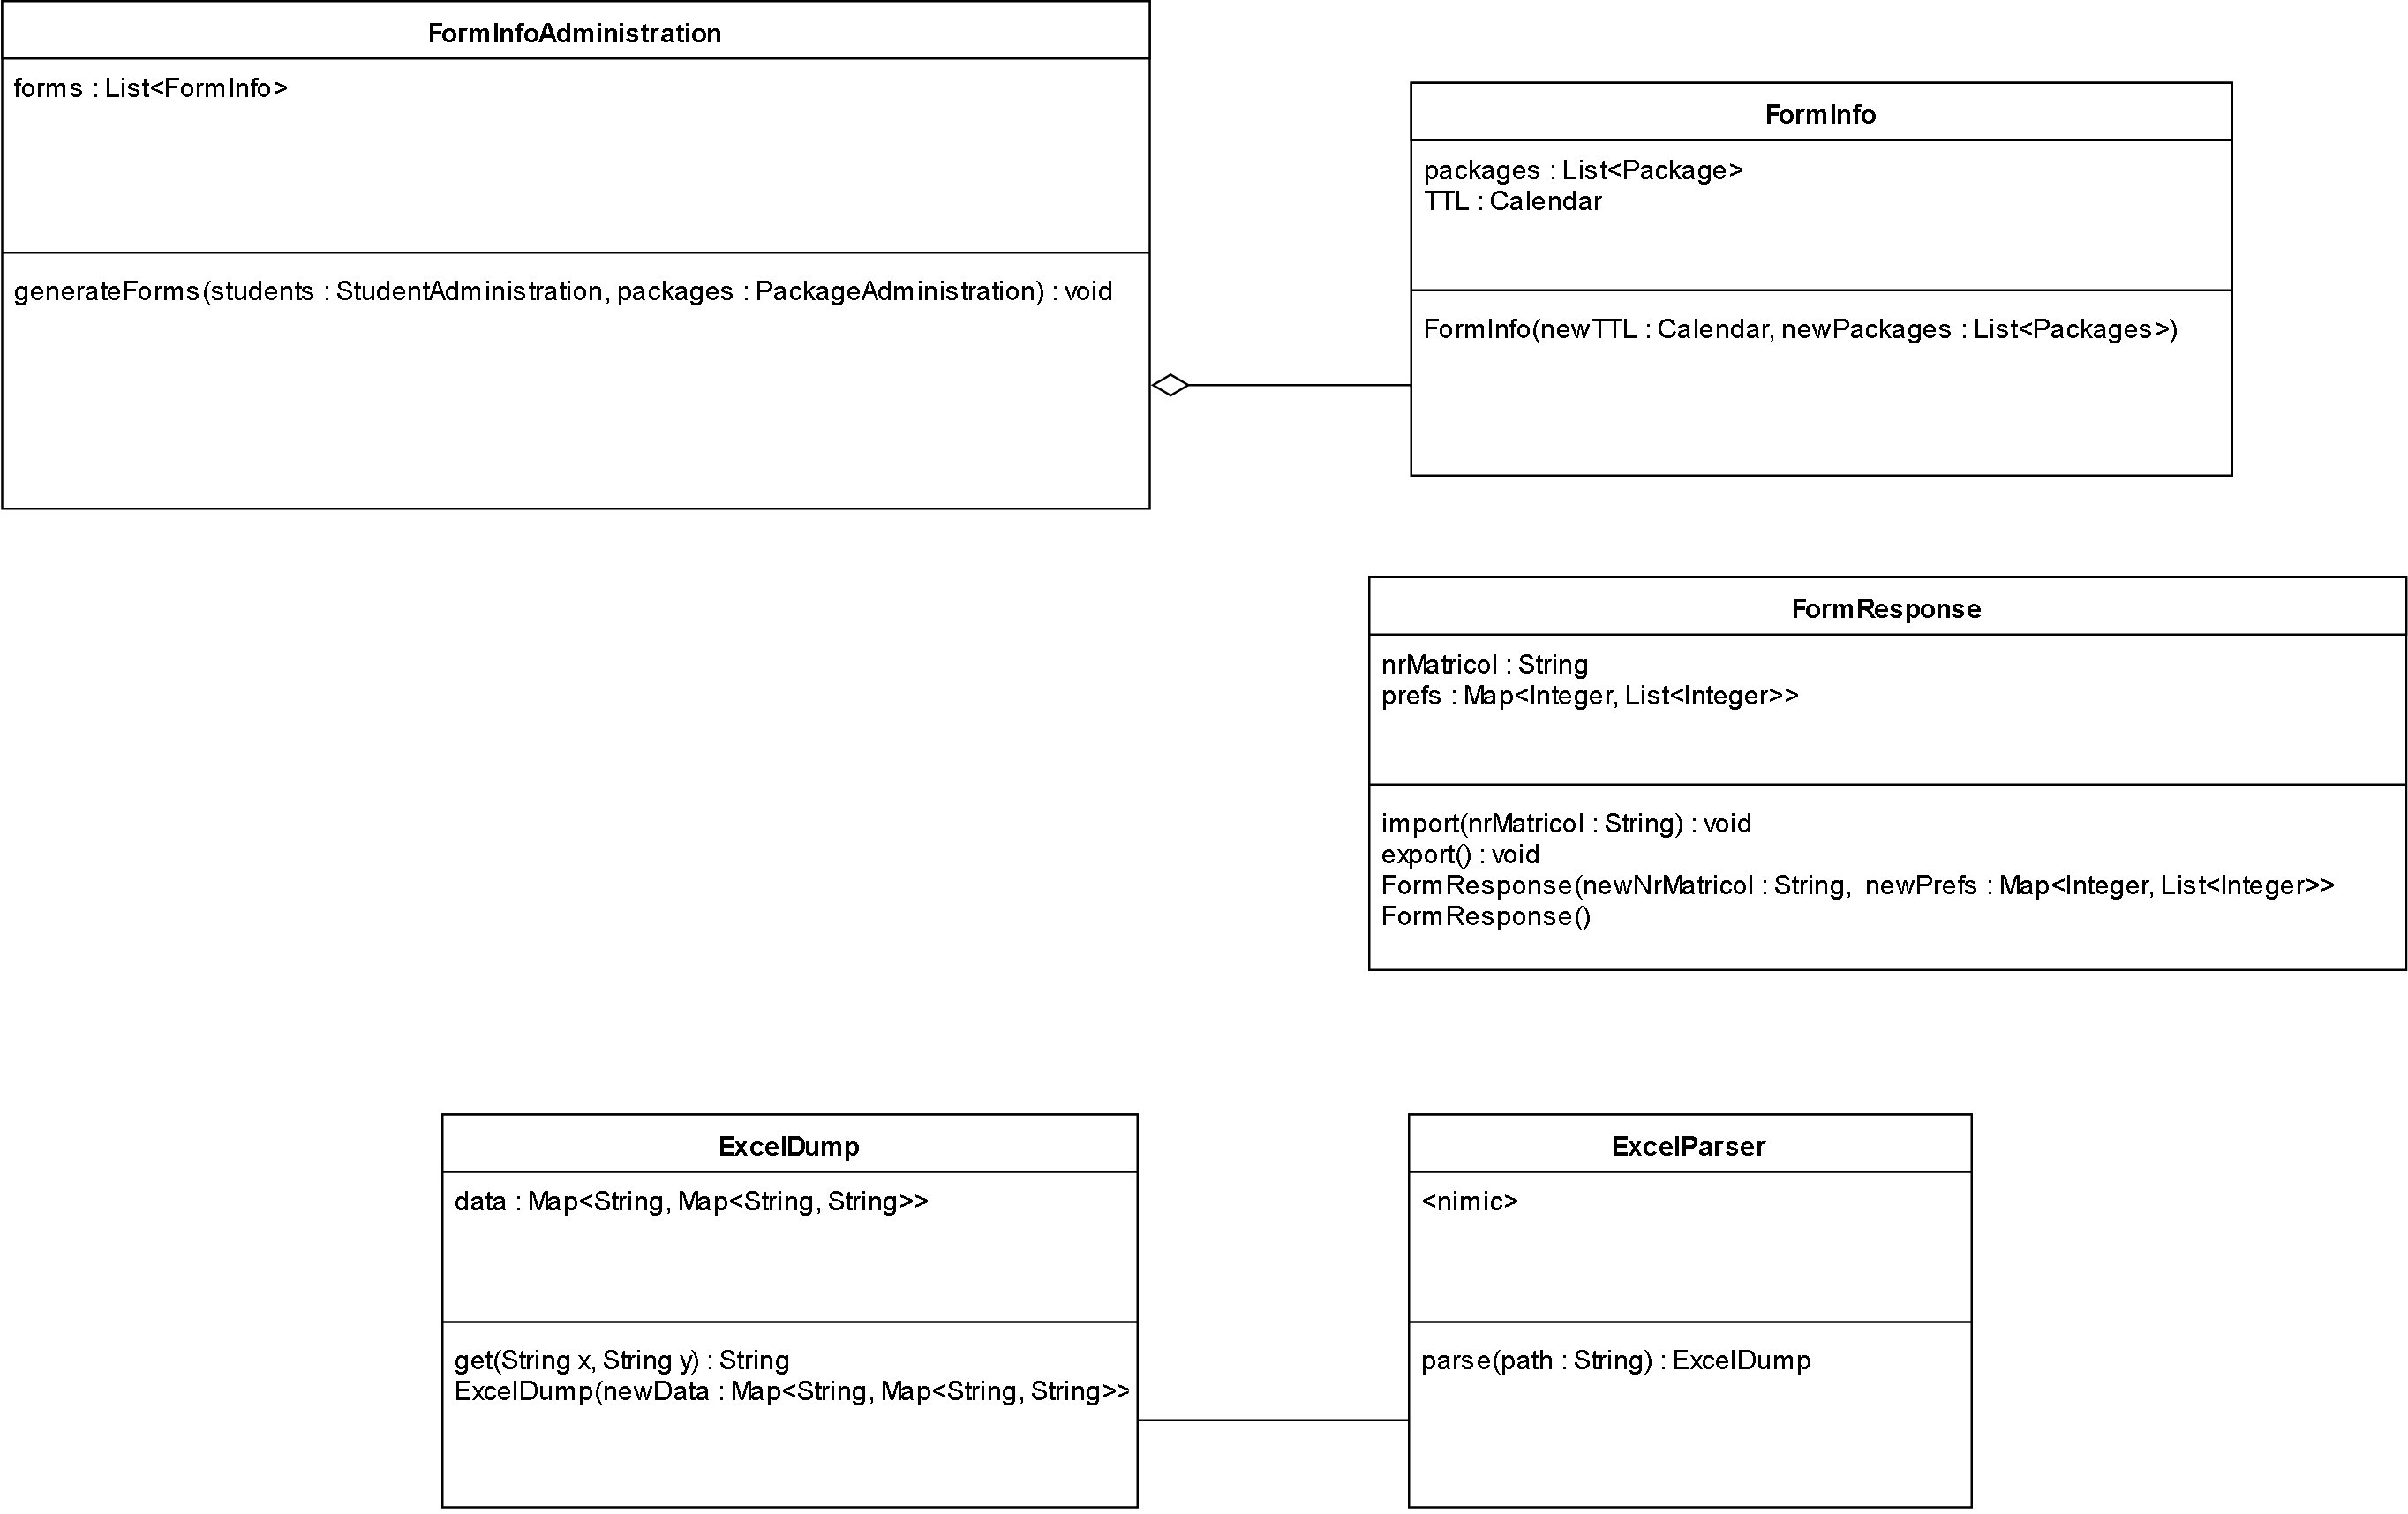 FormInfoAdministration
forms : List<FormInfo>
generateForms(students : StudentAdministration, packages : PackageAdministration) : void
FormInfo
packages : List<Package>
TTL : Calendar
FormInfo(newTTL : Calendar, newPackages : List<Packages>)
FormResponse
nrMatricol : String
prefs : Map<Integer, List<Integer>>
import(nrMatricol : String) : void
export() : void
FormResponse(newNrMatricol : String,  newPrefs : Map<Integer, List<Integer>>
FormResponse()
ExcelDump
data : Map<String, Map<String, String>>
get(String x, String y) : String
ExcelDump(newData : Map<String, Map<String, String>>
ExcelParser
<nimic>
parse(path : String) : ExcelDump